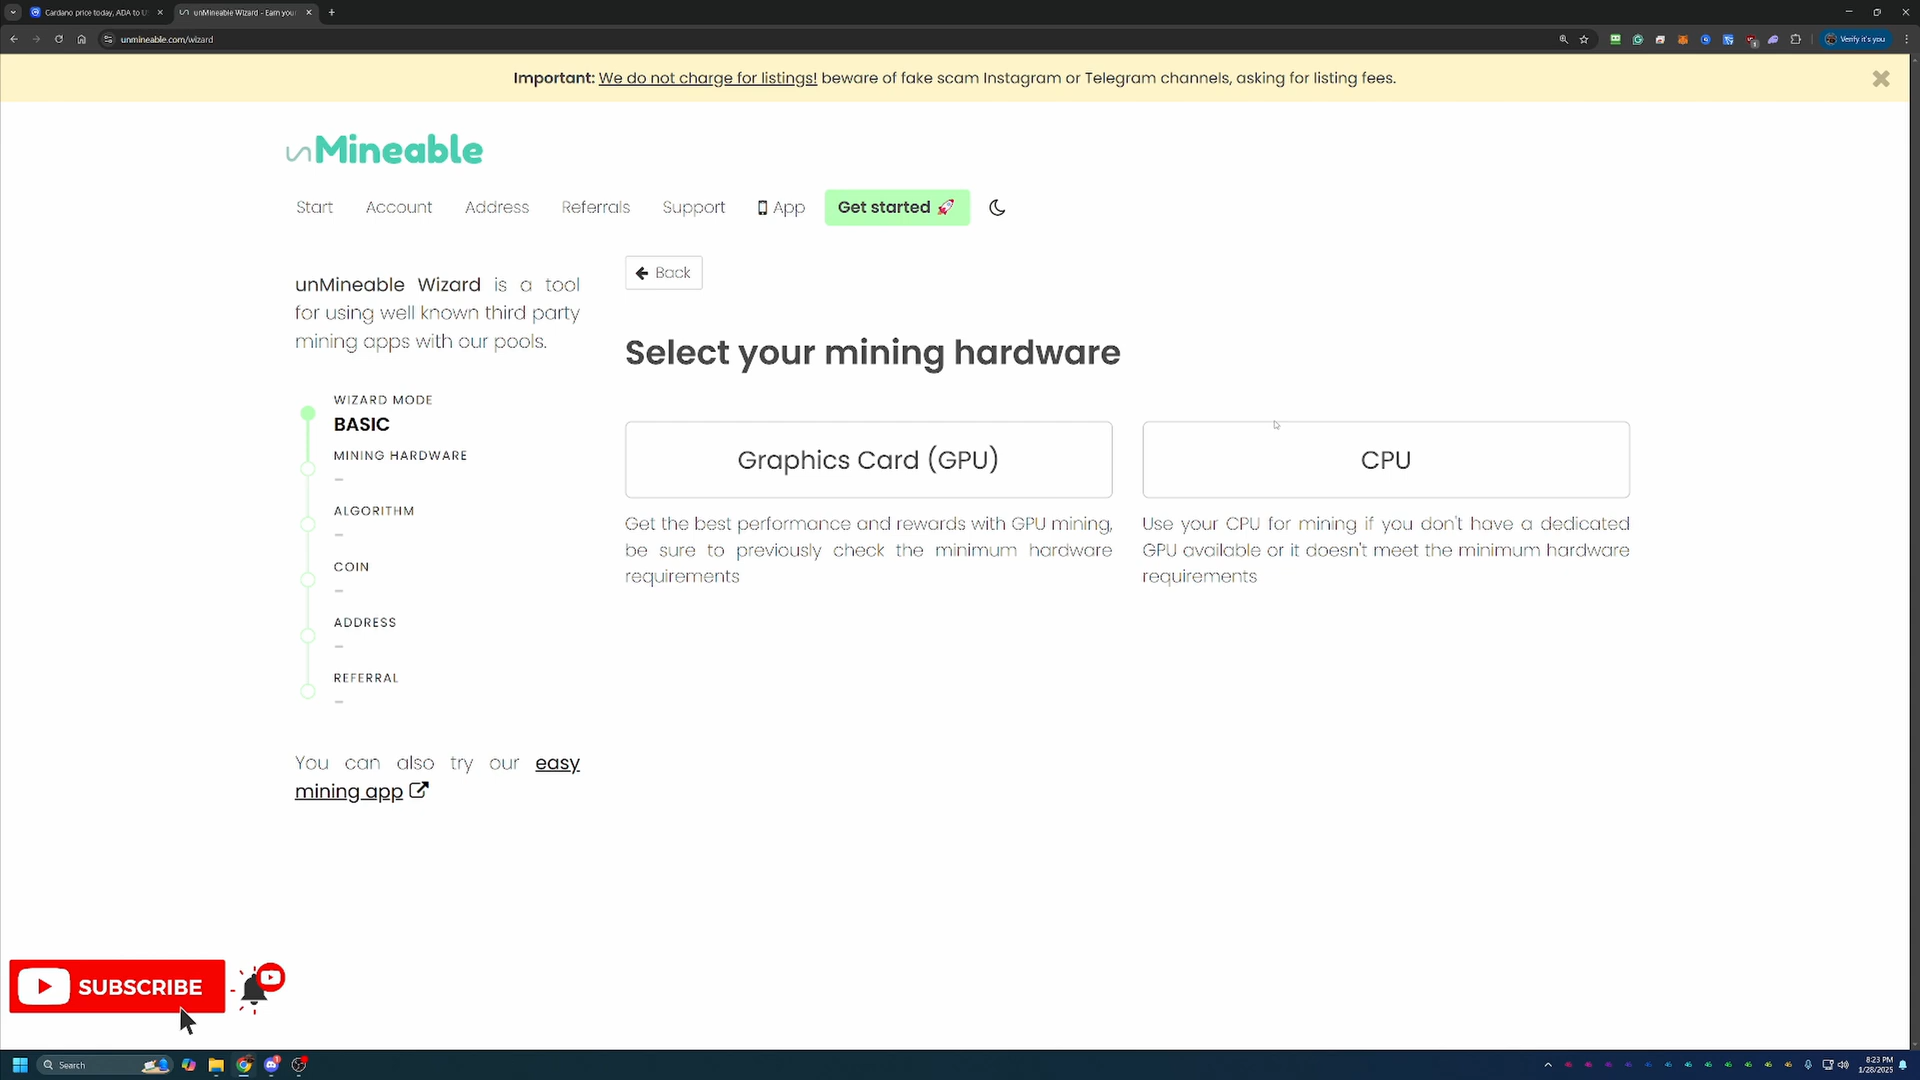 Cardano price today, ADA to U
unMineable Wizard - Earn you
unmineable.com/wizard
Verify it's you
Important: We do not charge for listings! beware of fake scam Instagram or Telegram channels, asking for listing fees.
unMineable
Start Account Address Referrals Support App Get started 🚀
unMineable Wizard is a tool
for using well known third party
mining apps with our pools.
WIZARD MODE
BASIC
MINING HARDWARE
–
ALGORITHM
–
COIN
–
ADDRESS
–
REFERRAL
–
You can also try our easy
mining app
Back
Select your mining hardware
Graphics Card (GPU)
Get the best performance and rewards with GPU mining,
be sure to previously check the minimum hardware
requirements
CPU
Use your CPU for mining if you don't have a dedicated
GPU available or it doesn't meet the minimum hardware
requirements
SUBSCRIBE
Search
8:23 PM
1/28/2025